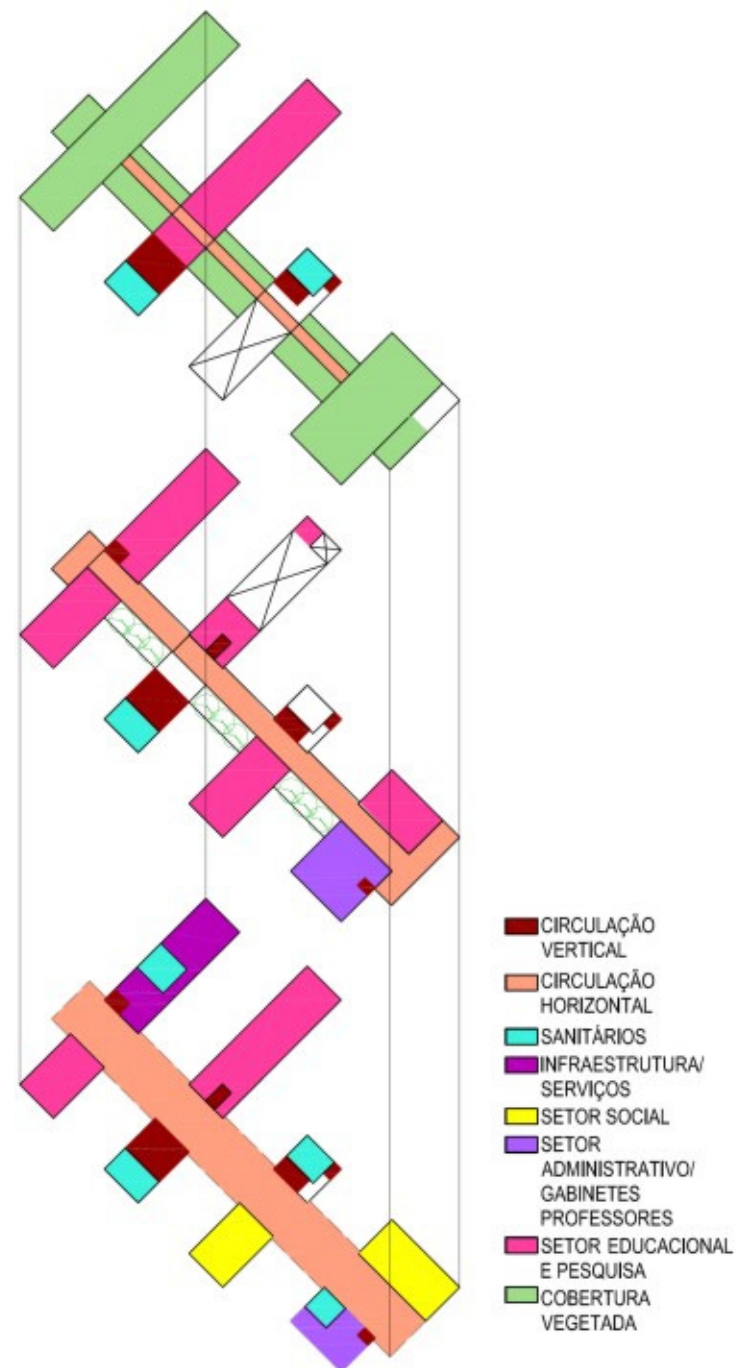 CIRCULAÇÃO
VERTICAL
CIRCULAÇÃO
HORIZONTAL
SANITÁRIOS
INFRAESTRUTURA/
SERVIÇOS
SETOR SOCIAL
SETOR
ADMINISTRATIVO/
GABINETES
PROFESSORES
SETOR EDUCACIONAL
E PESQUISA
COBERTURA
VEGETADA